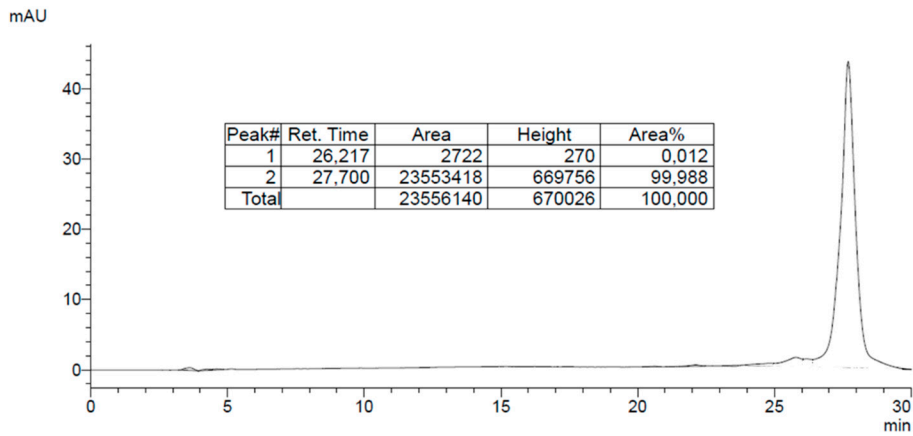 mAU
40
30
Peak# Ret. Time Area Height Area%
1 26,217 2722 270 0,012
2 27,700 23553418 669756 99,988
Total 23556140 670026 100,000
20
10
0
0 5 10 15 20 25 30
min